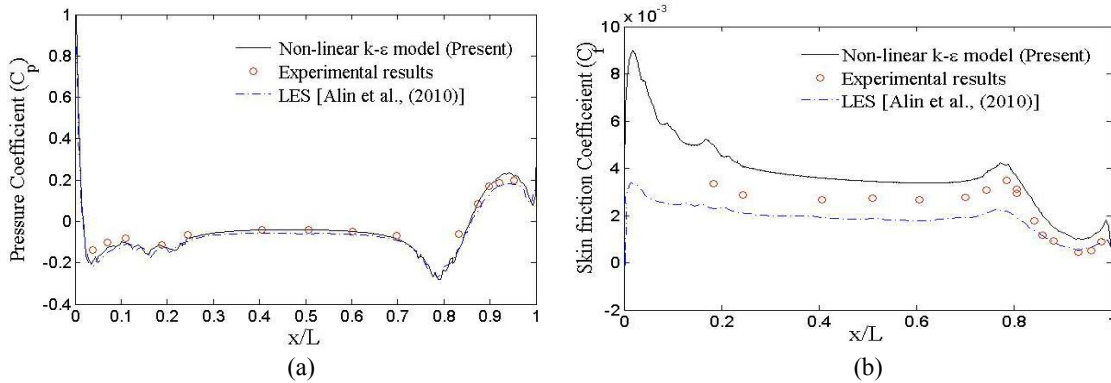 1
0.8
0.6
0.4
0.2
0
-0.2
-0.4
Pressure Coefficient (Cp)
Non-linear k-ε model (Present)
Experimental results
LES [Alin et al., (2010)]
0 0.1 0.2 0.3 0.4 0.5 0.6 0.7 0.8 0.9 1
x/L
(a)
x 10-3
10
8
6
4
2
0
-2
Skin friction Coefficeient (Cf)
Non-linear k-ε model (Present)
Experimental results
LES [Alin et al., (2010)]
0 0.2 0.4 0.6 0.8 1
x/L
(b)